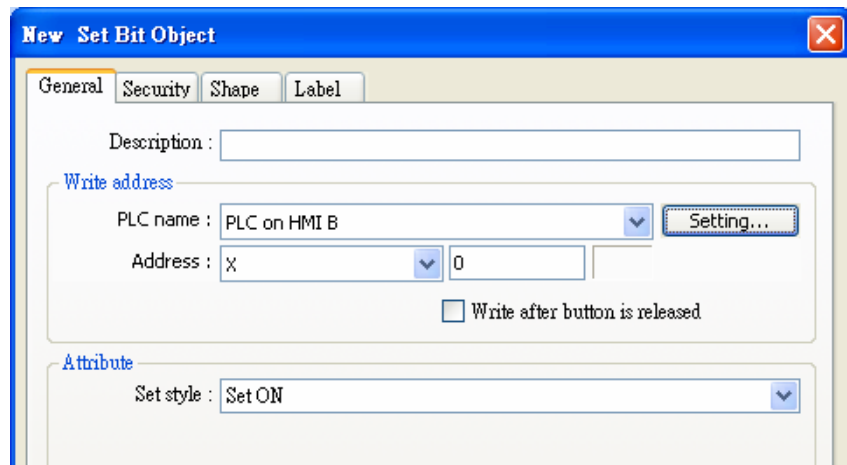 New Set Bit Object
General Security Shape Label
Description :
Write address
PLC name : PLC on HMI B Setting...
Address : X 0
Write after button is released
Attribute
Set style : Set ON